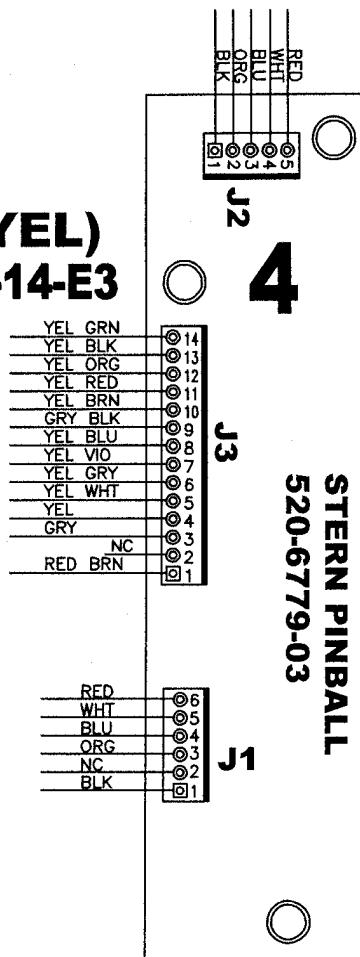 BLK
ORG
BLU
WHT
RED
1 2 3 4 5
J2
YEL)
-14-E3
4
YEL GRN 14
YEL BLK 13
YEL ORG 12
YEL RED 11
YEL BRN 10
GRY BLK 9
YEL BLU 8
YEL VIO 7
YEL GRY 6
YEL WHT 5
YEL 4
GRY 3
NC 2
RED BRN 1
J3
STERN PINBALL
520-6779-03
RED 6
WHT 5
BLU 4
ORG 3
NC 2
BLK 1
J1